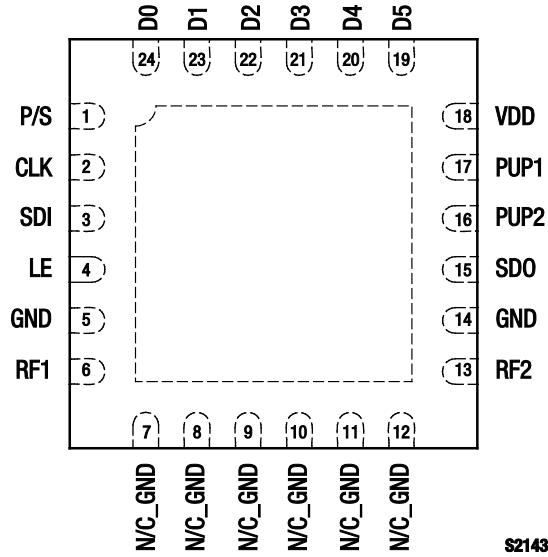 D0 D1 D2 D3 D4 D5
24 23 22 21 20 19
P/S 1 18 VDD
CLK 2 17 PUP1
SDI 3 16 PUP2
LE 4 15 SDO
GND 5 14 GND
RF1 6 13 RF2
7 8 9 10 11 12
N/C_GND N/C_GND N/C_GND N/C_GND N/C_GND N/C_GND
S2143